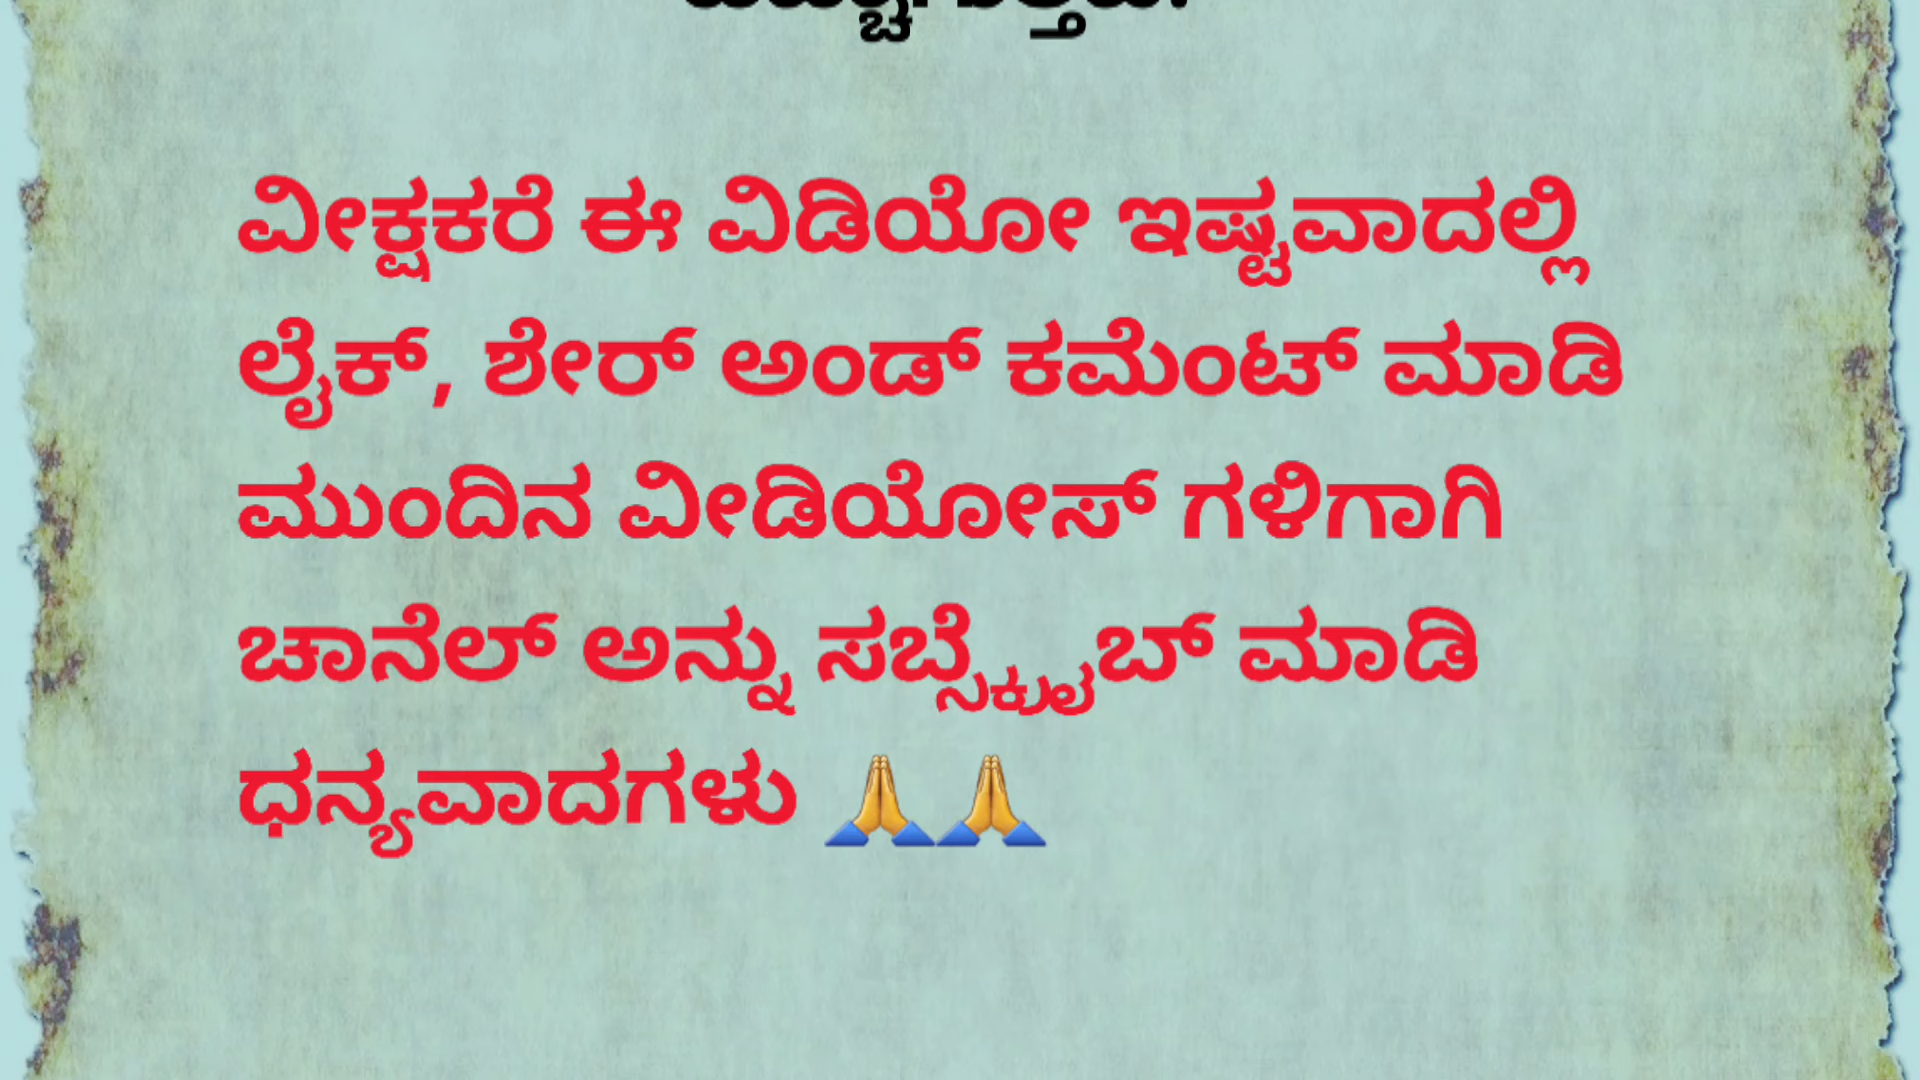 ವೀಕ್ಷಕರೆ ಈ ವಿಡಿಯೋ ಇಷ್ಟವಾದಲ್ಲಿ
ಲೈಕ್, ಶೇರ್ ಅಂಡ್ ಕಮೆಂಟ್ ಮಾಡಿ
ಮುಂದಿನ ವೀಡಿಯೋಸ್ ಗಳಿಗಾಗಿ
ಚಾನೆಲ್ ಅನ್ನು ಸಬ್ಸ್ಕ್ರೈಬ್ ಮಾಡಿ
ಧನ್ಯವಾದಗಳು 🙏🙏